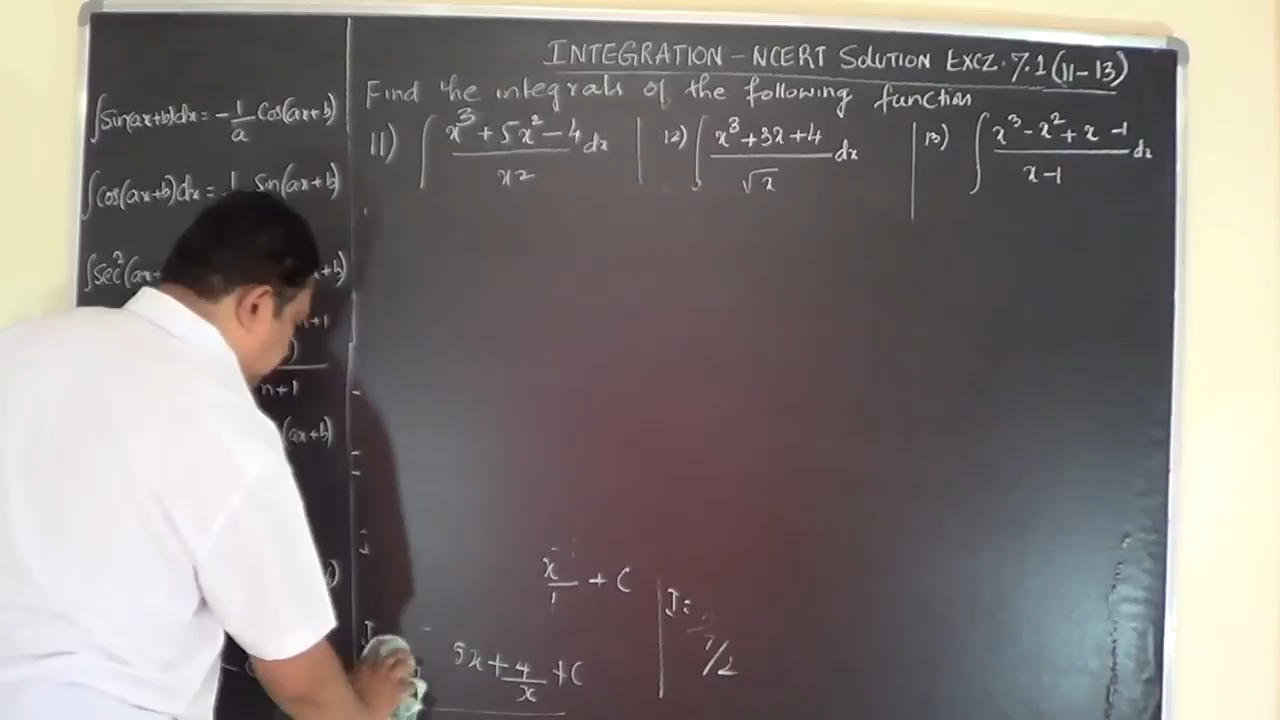 INTEGRATION - NCERT SOLUTION EXCZ. 7.1 (11-13)
Find the integrals of the following function
11) ∫ (x³ + 5x² - 4)/x2 dx
12) ∫ (x³ + 3x + 4)/√x dx
13) ∫ (x³ - x² + x - 1)/(x - 1) dx
∫Sin(ax+b)dx = -1/a Cos(ax+b)
∫Cos(ax+b)dx = 1 Sin(ax+b)
∫Sec²(ax+ +b)
n+1
n+1
(ax+b)
x⁻¹/1 + C
I =
7/2
5x + 4/x + C